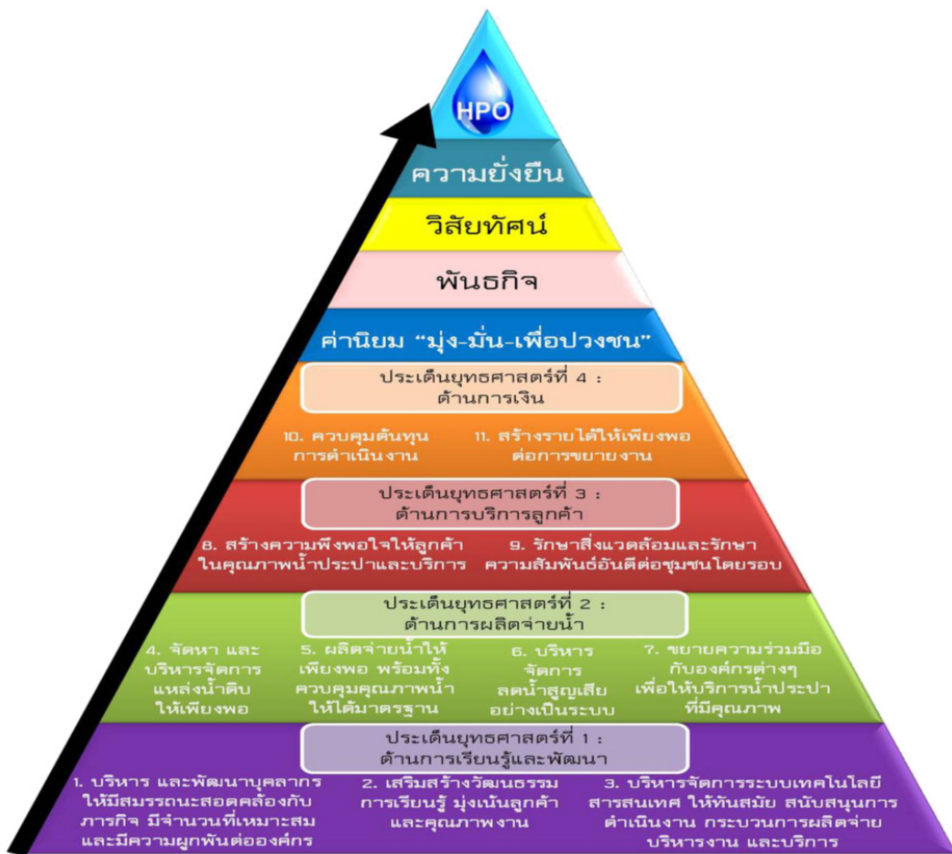 HPO
ความยั่งยืน
วิสัยทัศน์
พันธกิจ
ค่านิยม “มุ่ง-มั่น-เพื่อปวงชน”
ประเด็นยุทธศาสตร์ที่ 4 :
ด้านการเงิน
10. ควบคุมต้นทุน
การดำเนินงาน
11. สร้างรายได้ให้เพียงพอ
ต่อการขยายงาน
ประเด็นยุทธศาสตร์ที่ 3 :
ด้านการบริการลูกค้า
8. สร้างความพึงพอใจให้ลูกค้า
ในคุณภาพน้ำประปาและบริการ
9. รักษาสิ่งแวดล้อมและรักษา
ความสัมพันธ์อันดีต่อชุมชนโดยรอบ
ประเด็นยุทธศาสตร์ที่ 2 :
ด้านการผลิตจ่ายน้ำ
4. จัดหา และ
บริหารจัดการ
แหล่งน้ำดิบ
ให้เพียงพอ
5. ผลิตจ่ายน้ำให้
เพียงพอ พร้อมทั้ง
ควบคุมคุณภาพน้ำ
ให้ได้มาตรฐาน
6. บริหาร
จัดการ
ลดน้ำสูญเสีย
อย่างเป็นระบบ
7. ขยายความร่วมมือ
กับองค์กรต่างๆ
เพื่อให้บริการน้ำประปา
ที่มีคุณภาพ
ประเด็นยุทธศาสตร์ที่ 1 :
ด้านการเรียนรู้และพัฒนา
1. บริหาร และพัฒนาบุคลากร
ให้มีสมรรถนะสอดคล้องกับ
ภารกิจ มีจำนวนที่เหมาะสม
และมีความผูกพันต่อองค์กร
2. เสริมสร้างวัฒนธรรม
การเรียนรู้ มุ่งเน้นลูกค้า
และคุณภาพงาน
3. บริหารจัดการระบบเทคโนโลยี
สารสนเทศ ให้ทันสมัย สนับสนุนการ
ดำเนินงาน กระบวนการผลิตจ่าย
บริหารงาน และบริการ